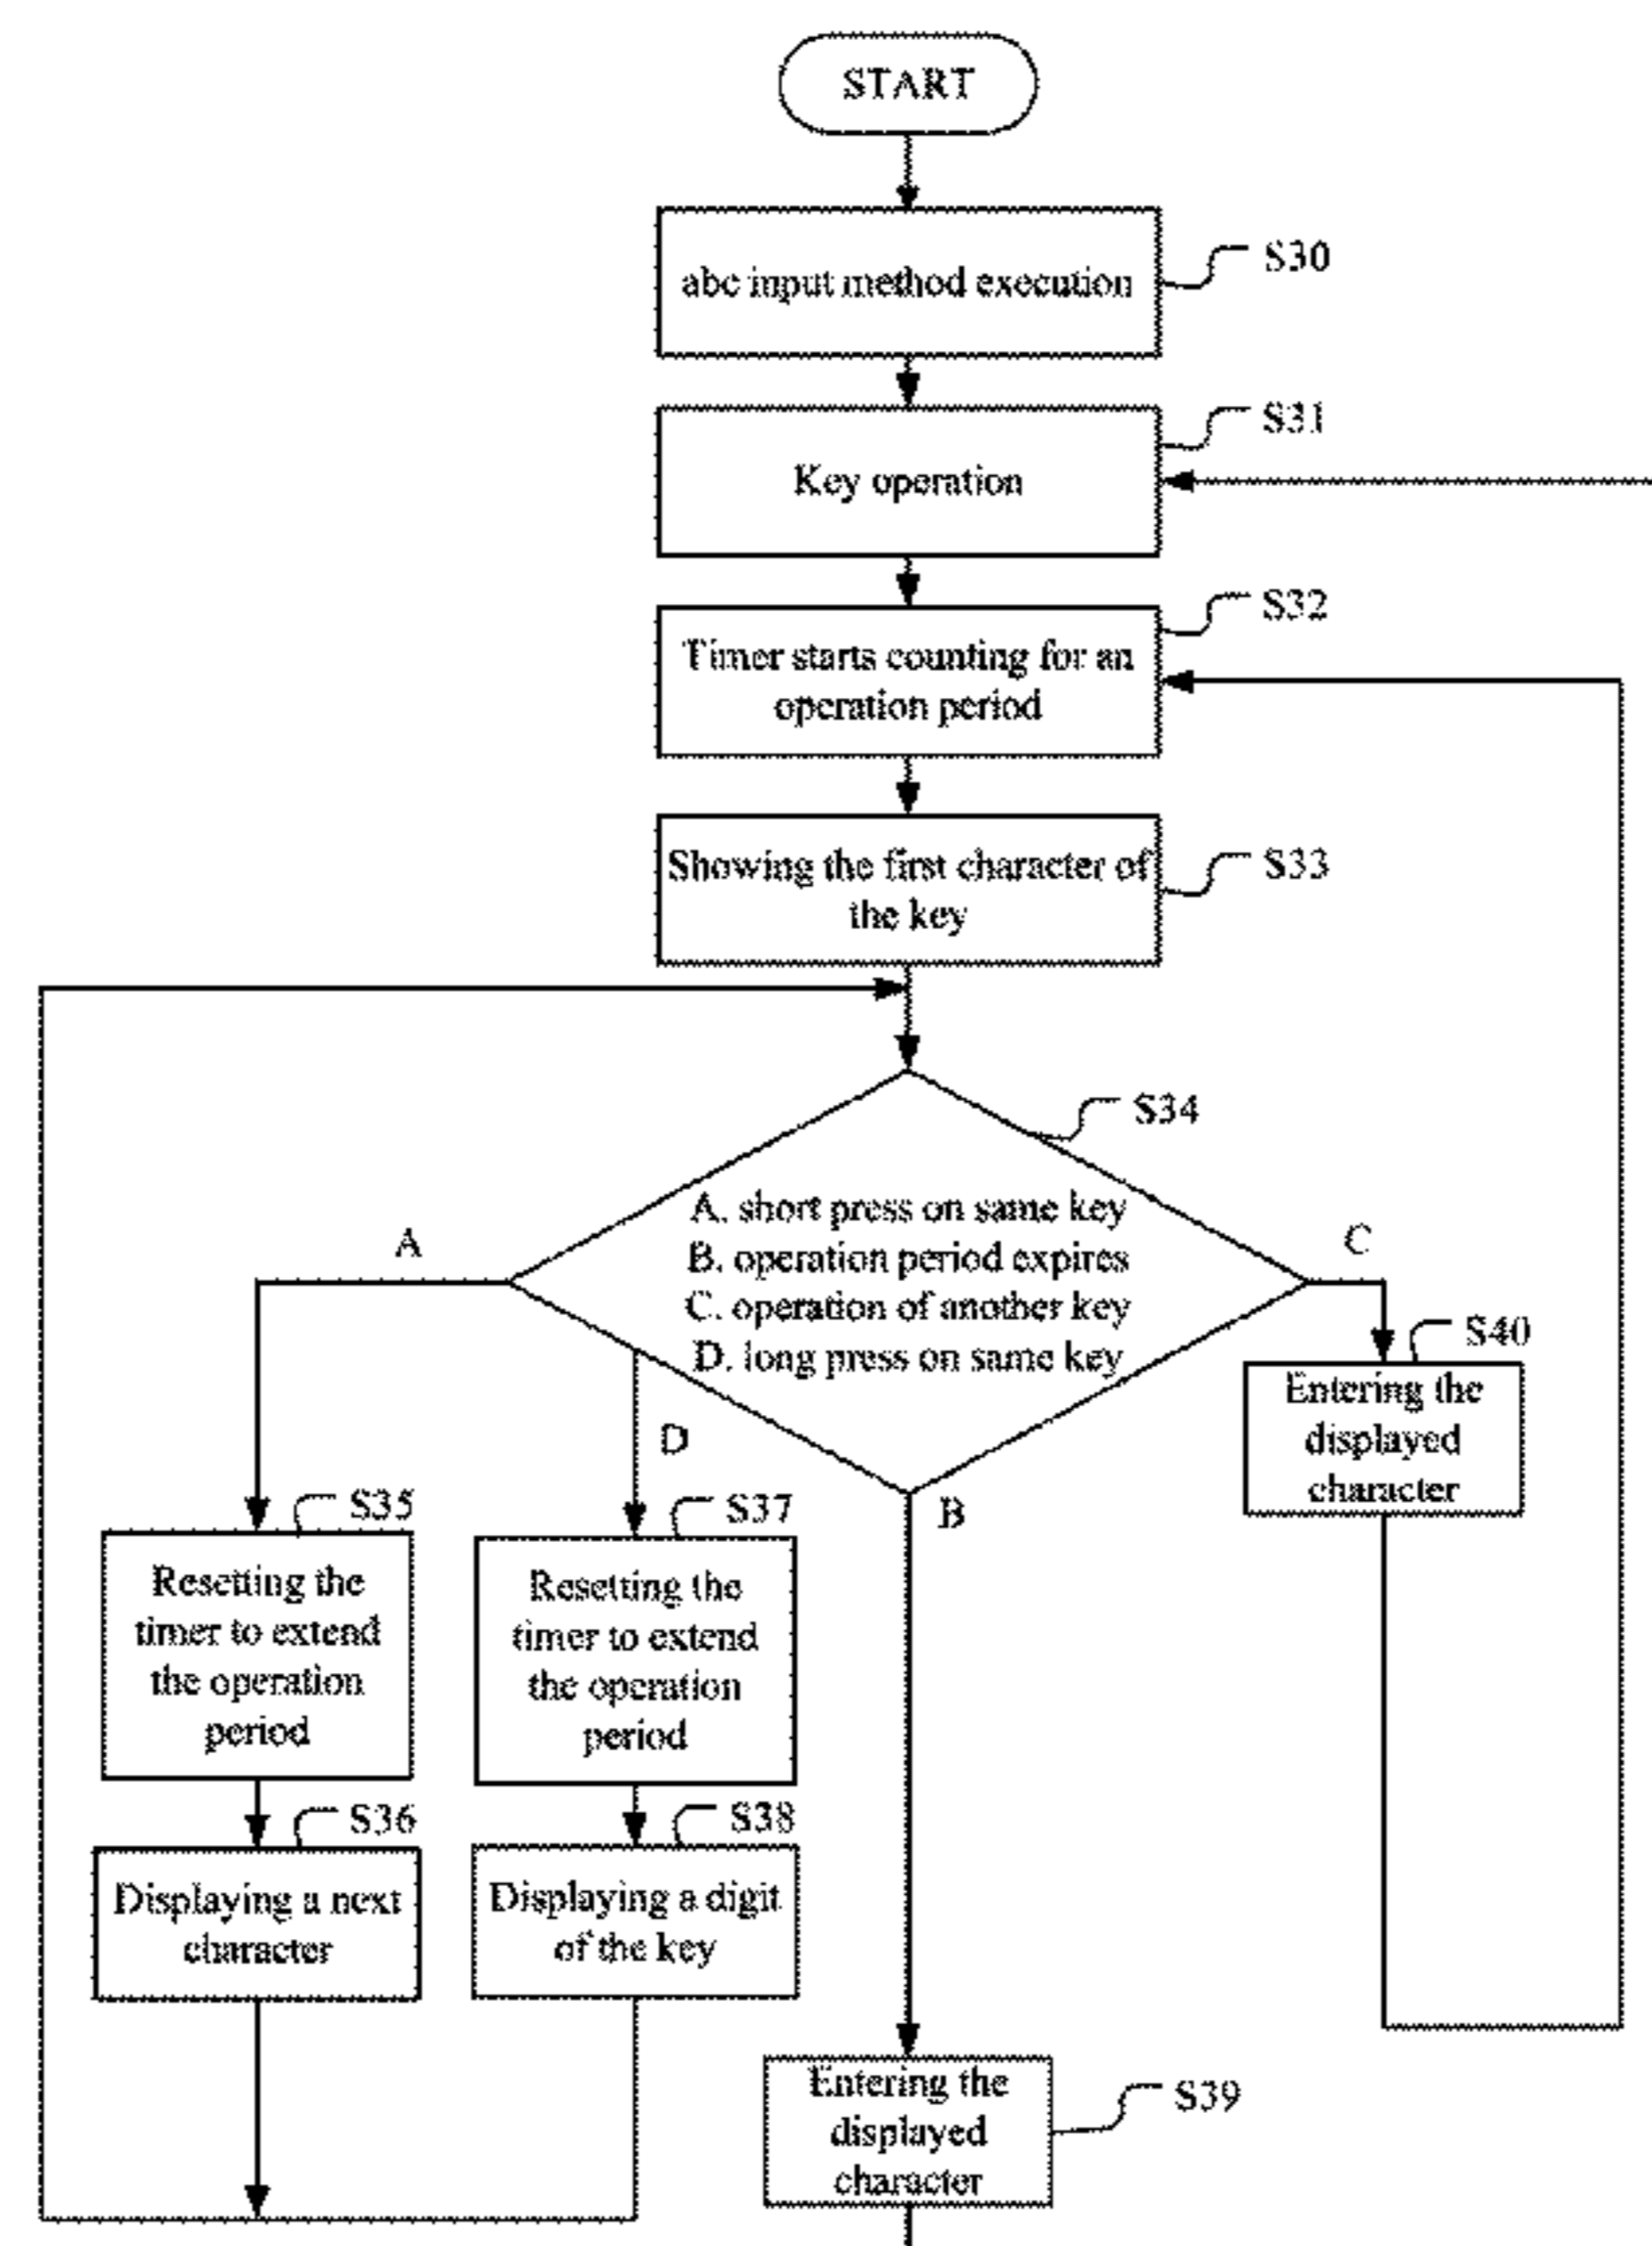 START
abc input method execution
S30
S31
Key operation
S32
Timer starts counting for an
operation period
Showing the first character of
the key
S33
S34
A. short press on same key
B. operation period expires
C. operation of another key
D. long press on same key
A
C
S40
Entering the
displayed
character
D
B
S35
Resetting the
timer to extend
the operation
period
S37
Resetting the
timer to extend
the operation
period
S36
Displaying a next
character
S38
Displaying a digit
of the key
Entering the
displayed
character
S39